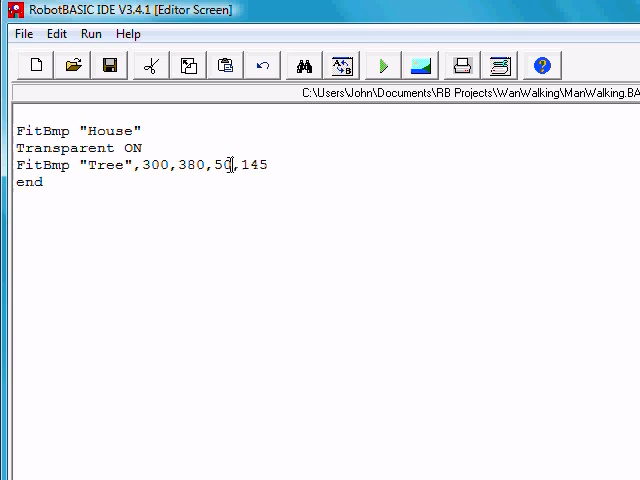 RobotBASIC IDE V3.4.1 [Editor Screen]
File Edit Run Help
A
B
?
C:\Users\John\Documents\RB Projects\WanWalking\ManWalking.BA
FitBmp "House"
Transparent ON
FitBmp "Tree",300,380,50,145
end